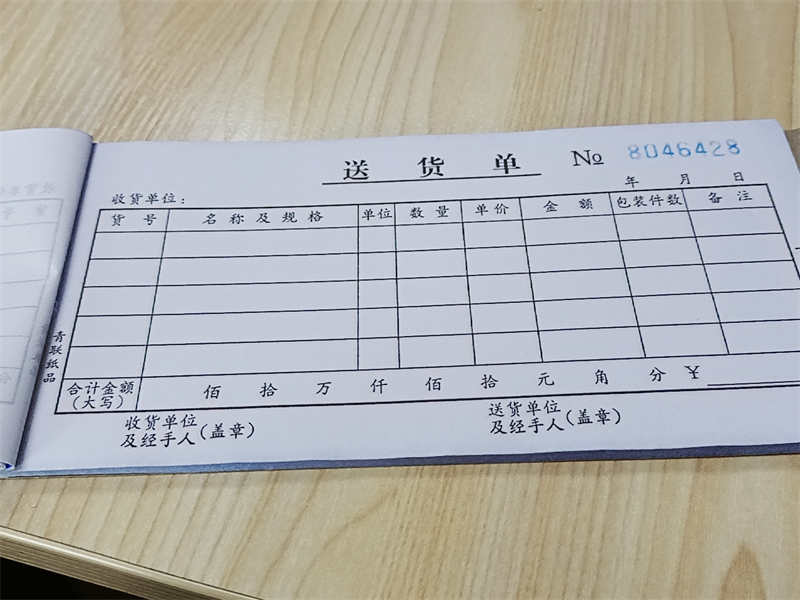 送货单 № 8046428
收货单位： 年 月 日
货号 名称及规格 单位 数量 单价 金额 包装件数 备注
合计金额（大写） 佰 拾 万 仟 佰 拾 元 角 分 ￥
收货单位 送货单位
及经手人（盖章） 及经手人（盖章）
青联纸品